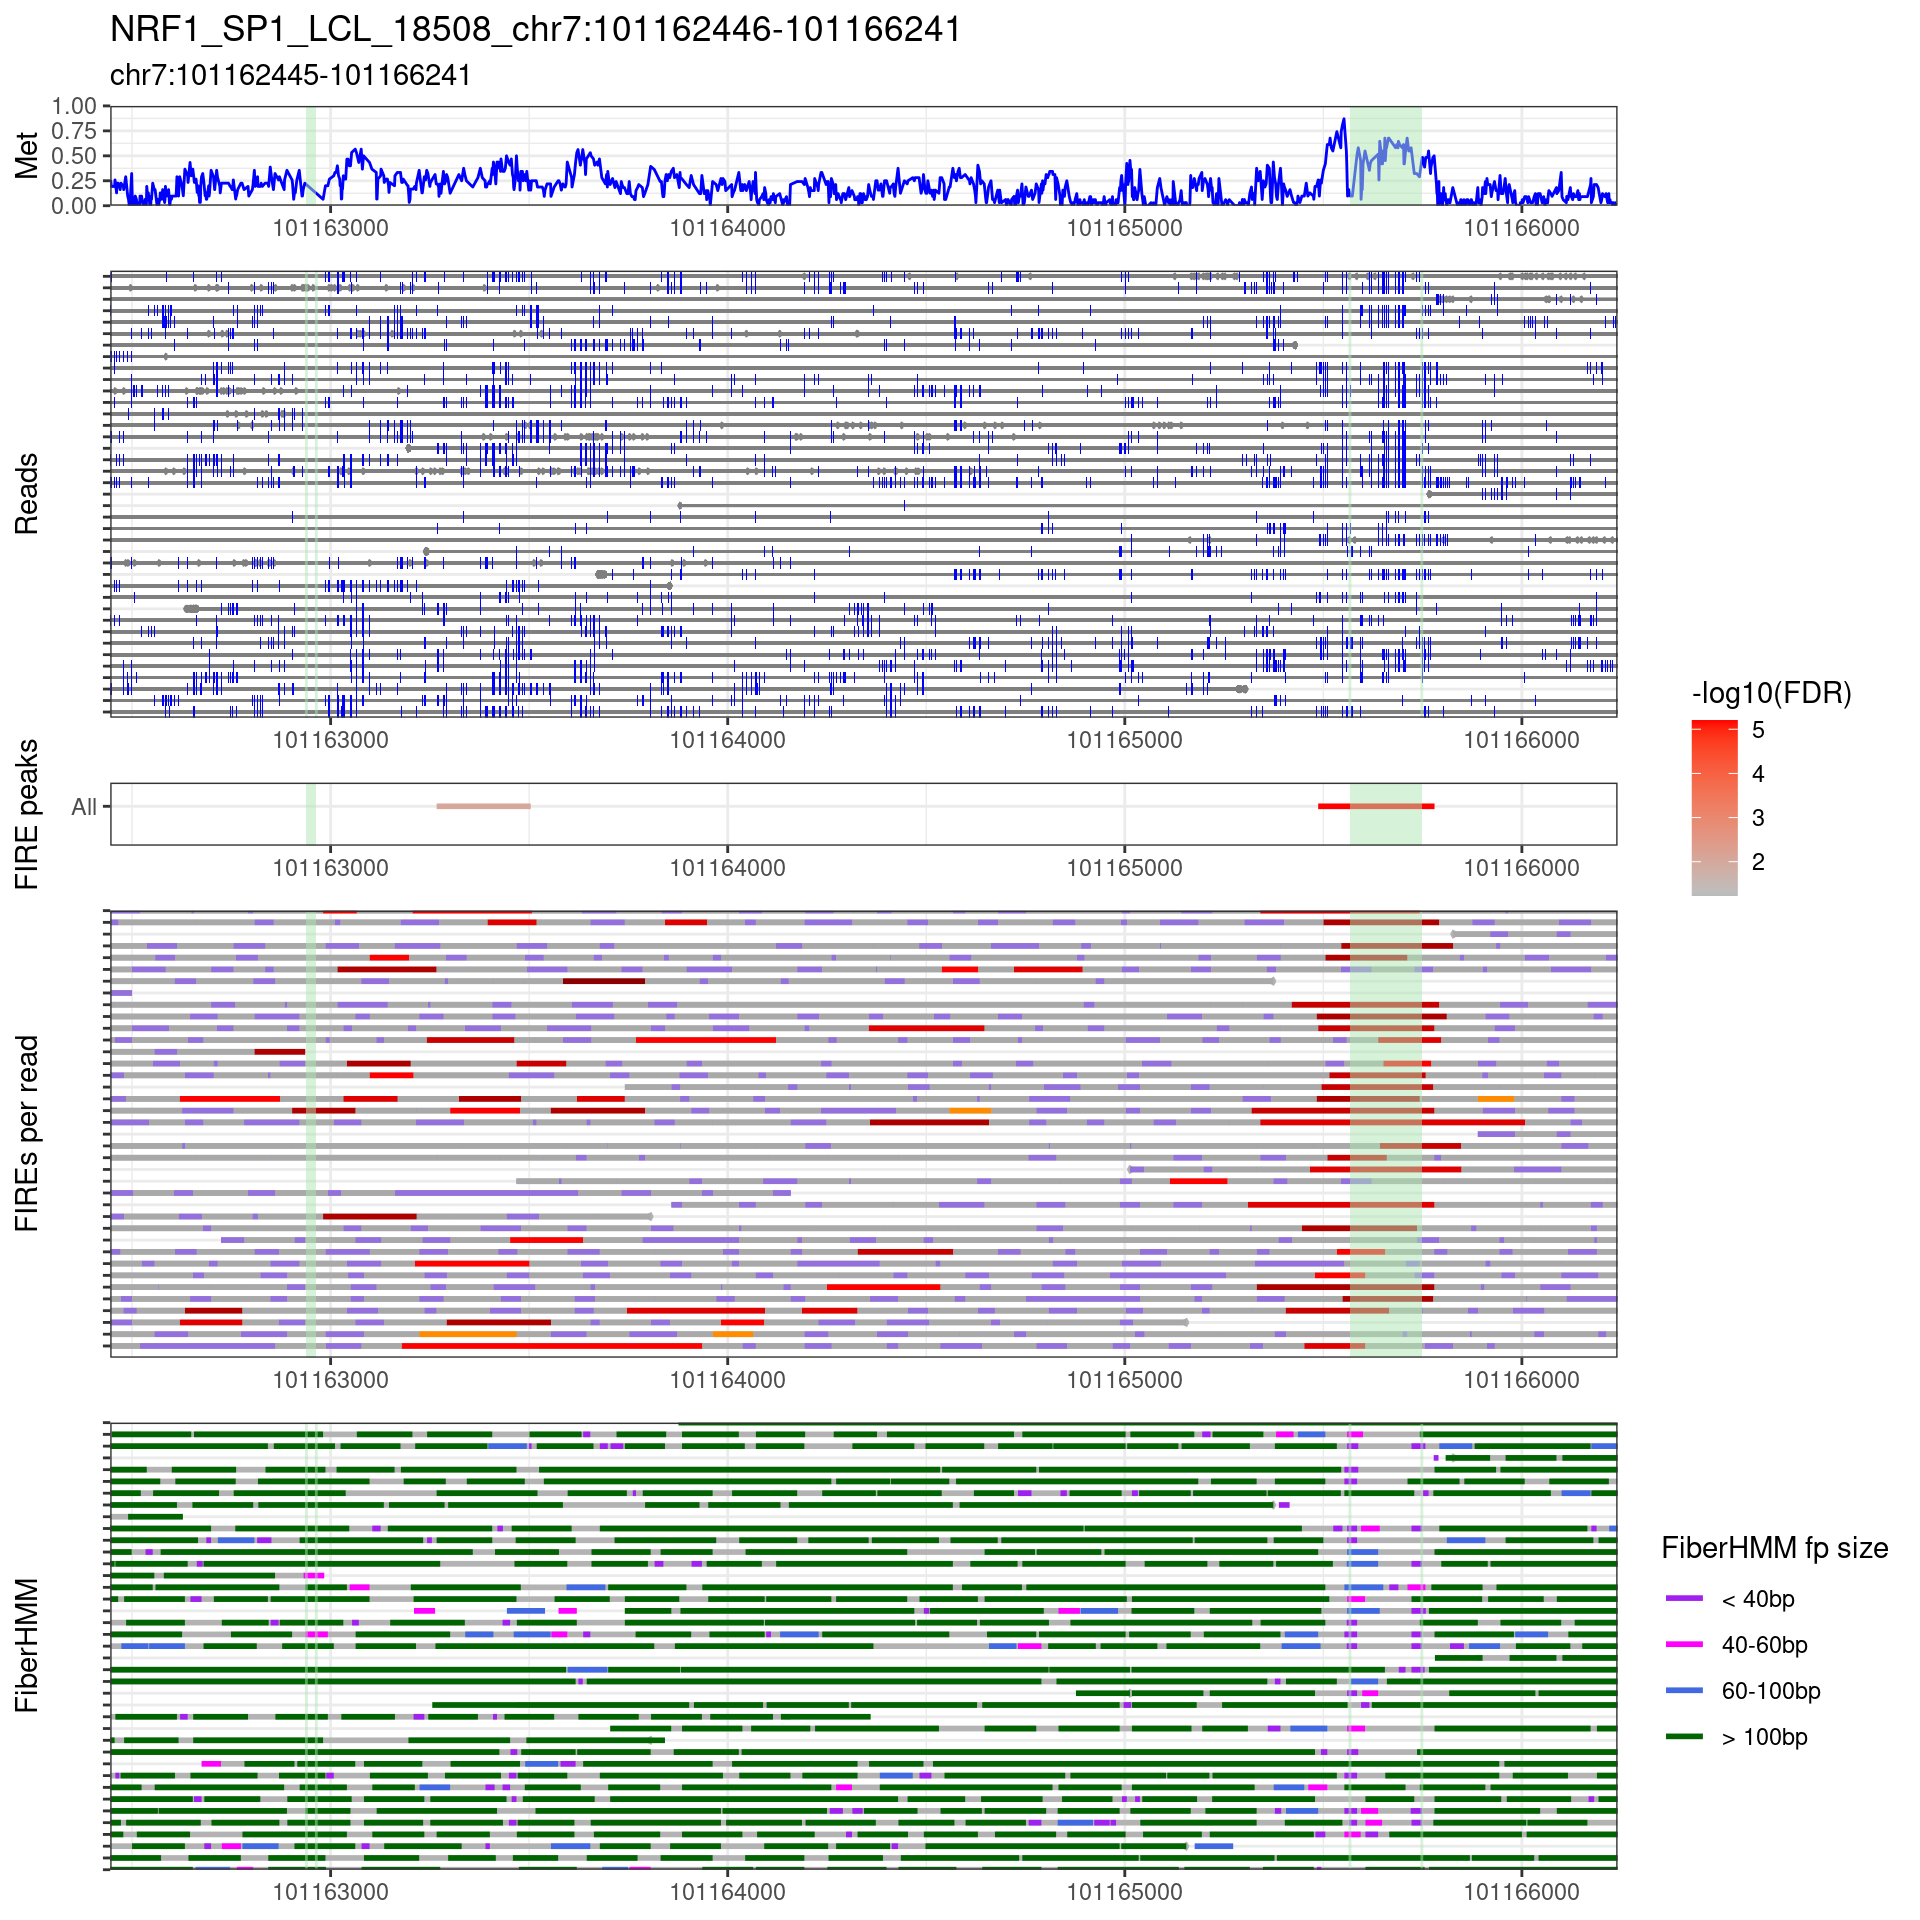 NRF1_SP1_LCL_18508_chr7:101162446-101166241
chr7:101162445-101166241
Met
1.00
0.75
0.50
0.25
0.00
101163000 101164000 101165000 101166000
Reads
101163000 101164000 101165000 101166000
-log10(FDR)
5
4
3
2
FIRE peaks
All
101163000 101164000 101165000 101166000
FIREs per read
101163000 101164000 101165000 101166000
FiberHMM
101163000 101164000 101165000 101166000
FiberHMM fp size
< 40bp
40-60bp
60-100bp
> 100bp